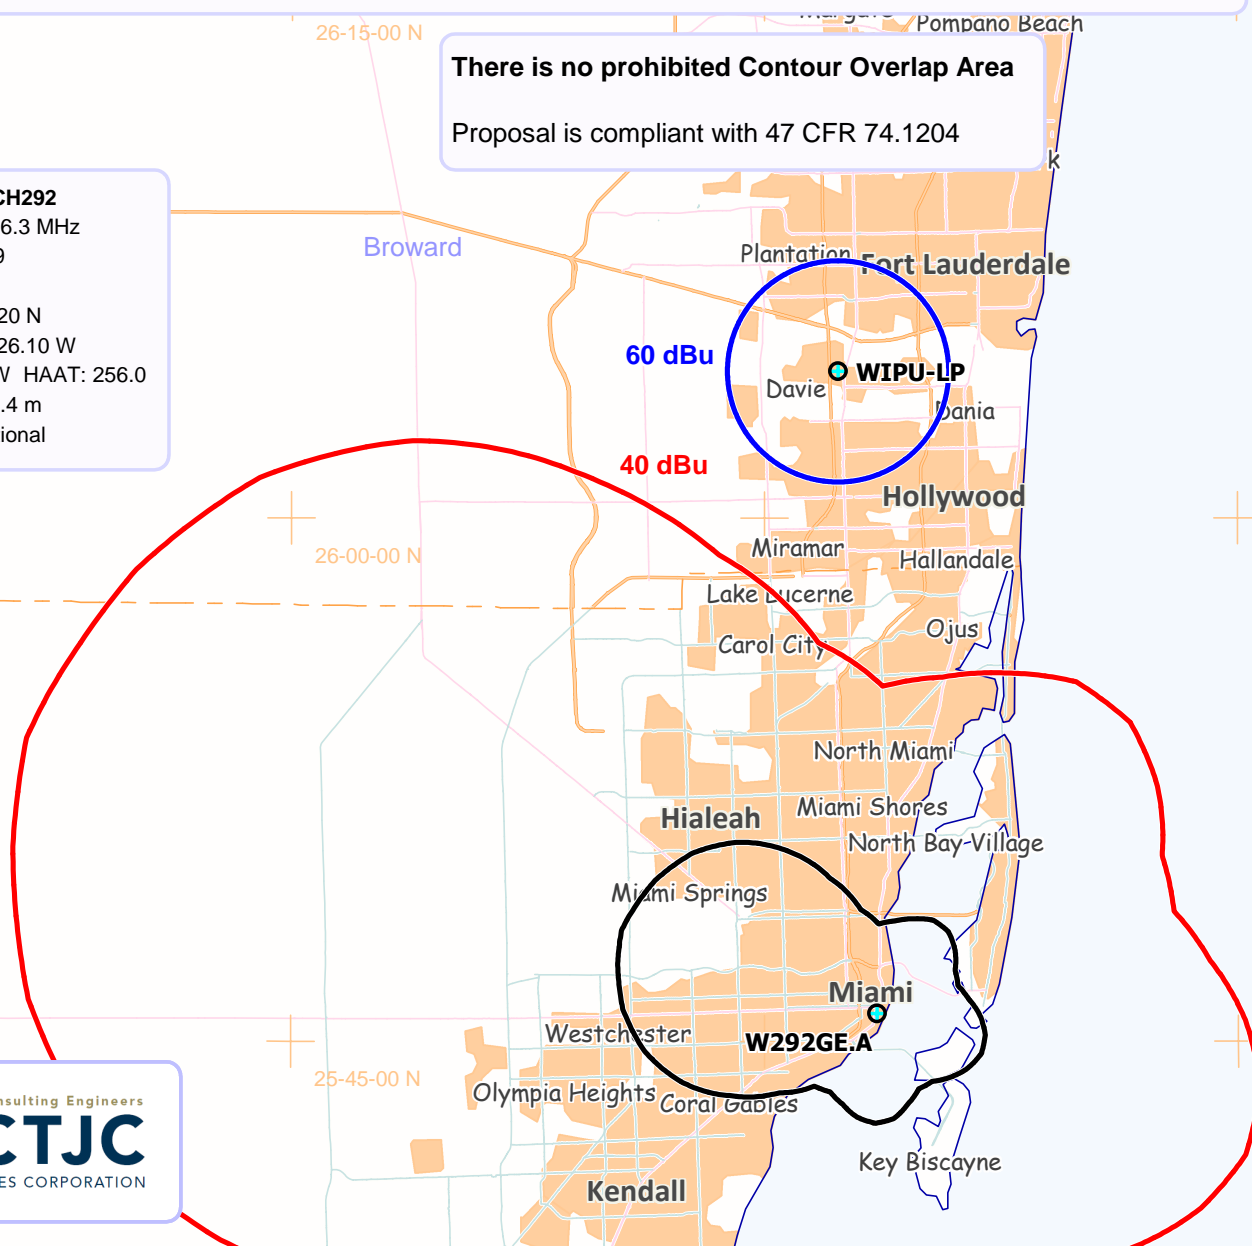 Pompano Beach
26-15-00 N
There is no prohibited Contour Overlap Area
Proposal is compliant with 47 CFR 74.1204
k
CH292
6.3 MHz
9
20 N
26.10 W
W HAAT: 256.0
.4 m
ional
Broward
Plantation
Fort Lauderdale
60 dBu
WIPU-LP
Davie
Dania
40 dBu
Hollywood
26-00-00 N
Miramar
Hallandale
Lake Lucerne
Carol City
Ojus
North Miami
Miami Shores
Hialeah
North Bay Village
Miami Springs
Miami
Westchester
W292GE.A
25-45-00 N
Olympia Heights
Coral Gables
Key Biscayne
Kendall
nsulting Engineers
CTJC
ES CORPORATION